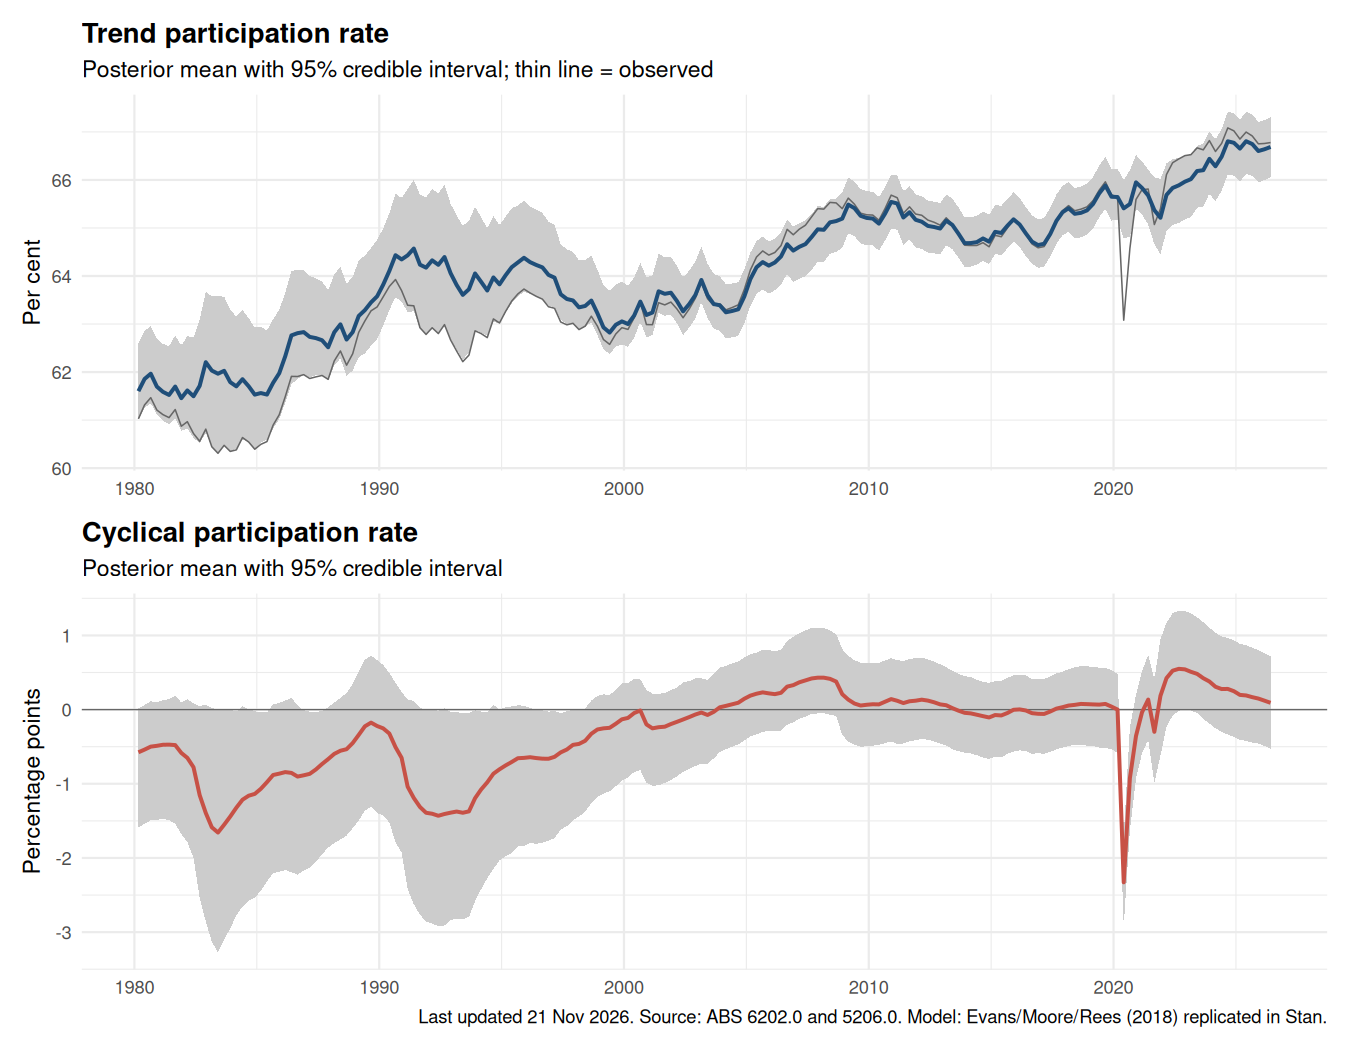 Trend participation rate
Posterior mean with 95% credible interval; thin line = observed
Per cent
66
64
62
60
1980 1990 2000 2010 2020
Cyclical participation rate
Posterior mean with 95% credible interval
Percentage points
1
0
-1
-2
-3
1980 1990 2000 2010 2020
Last updated 21 Nov 2026. Source: ABS 6202.0 and 5206.0. Model: Evans/Moore/Rees (2018) replicated in Stan.